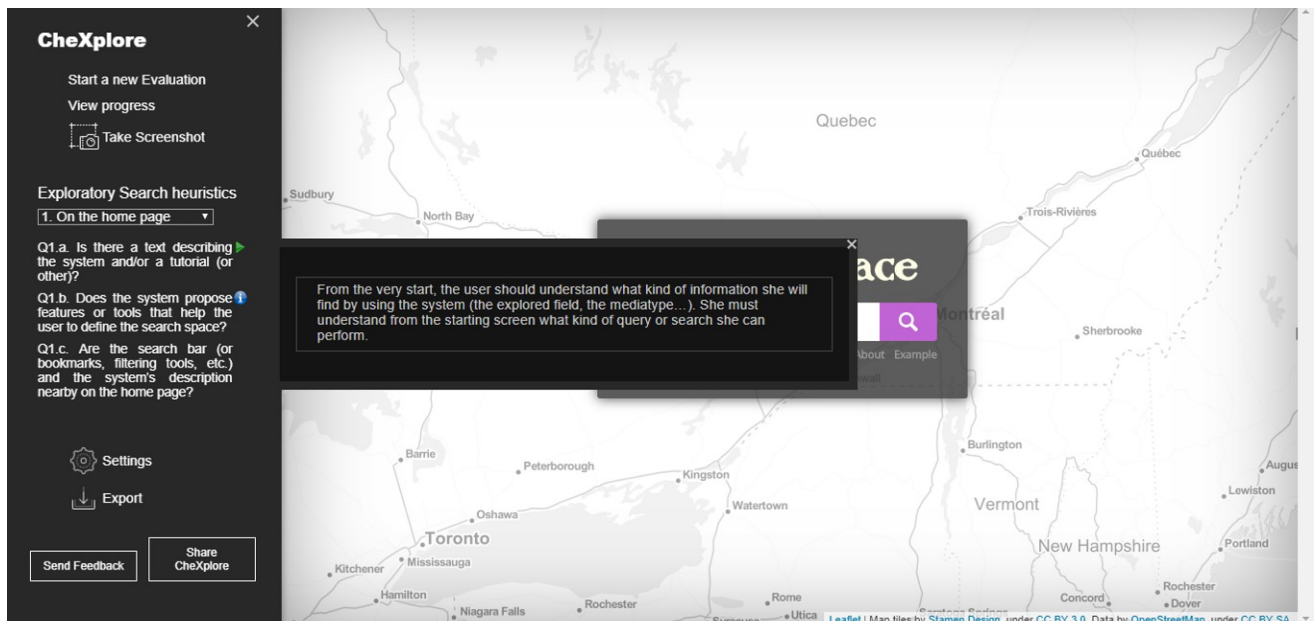 CheXplore
Start a new Evaluation
View progress
Take Screenshot
Exploratory Search heuristics
1. On the home page
Q1.a. Is there a text describing
the system and/or a tutorial (or
other)?
Q1.b. Does the system propose
features or tools that help the
user to define the search space?
Q1.c. Are the search bar (or
bookmarks, filtering tools, etc.)
and the system's description
nearby on the home page?
Settings
Export
Send Feedback
Share
CheXplore
From the very start, the user should understand what kind of information she will
find by using the system (the explored field, the mediatype...). She must
understand from the starting screen what kind of query or search she can
perform.
ace
About Example
Quebec
Québec
Sudbury
North Bay
Trois-Rivières
Montréal
Sherbrooke
Barrie
Peterborough
Kingston
Burlington
Augus
Lewiston
Watertown
Vermont
Oshawa
Toronto
New Hampshire
Portland
Kitchener
Mississauga
Hamilton
Rochester
Niagara Falls
Rochester
Rome
Concord
Dover
Utica
Leaflet | Map tiles by Stamen Design, under CC BY 3.0. Data by OpenStreetMap, under CC BY SA.